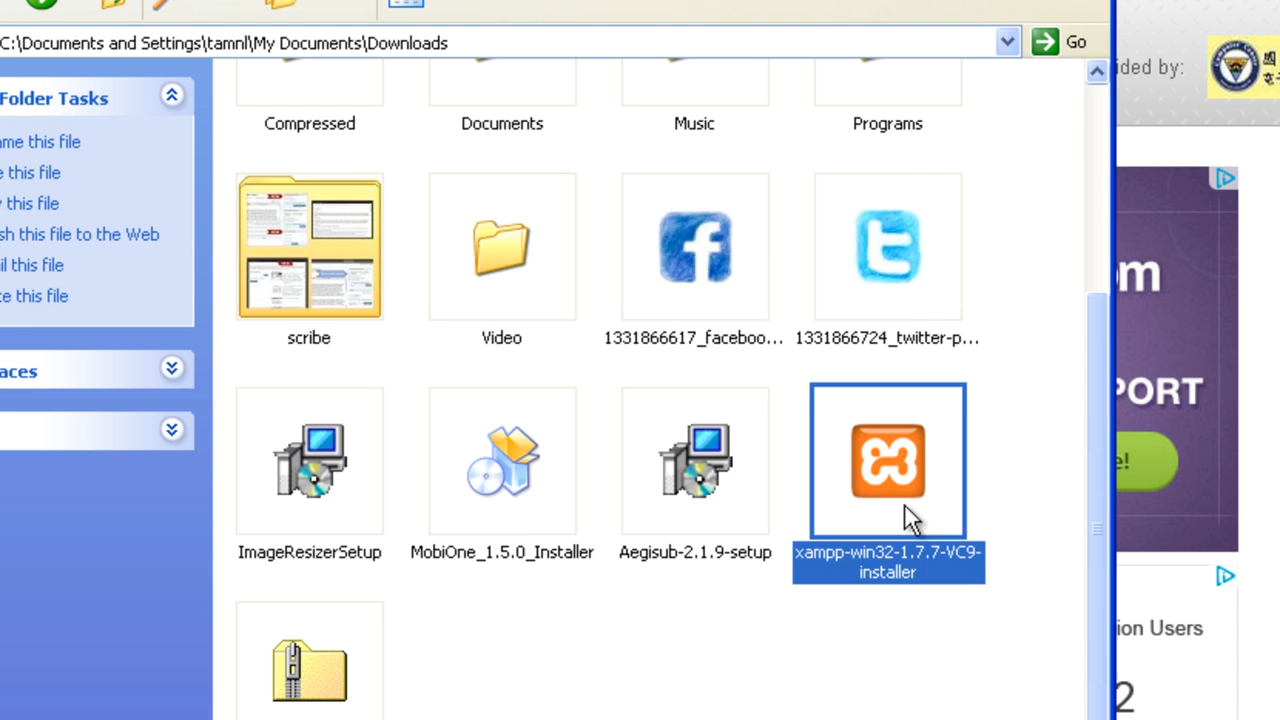 C:\Documents and Settings\tamnl\My Documents\Downloads
Go
ided by:
Folder Tasks
me this file
e this file
y this file
sh this file to the Web
il this file
te this file
aces
Compressed
Documents
Music
Programs
scribe
Video
1331866617_faceboo...
1331866724_twitter-p...
ImageResizerSetup
MobiOne_1.5.0_Installer
Aegisub-2.1.9-setup
xampp-win32-1.7.7-VC9-
installer
om
PORT
e!
ion Users
2